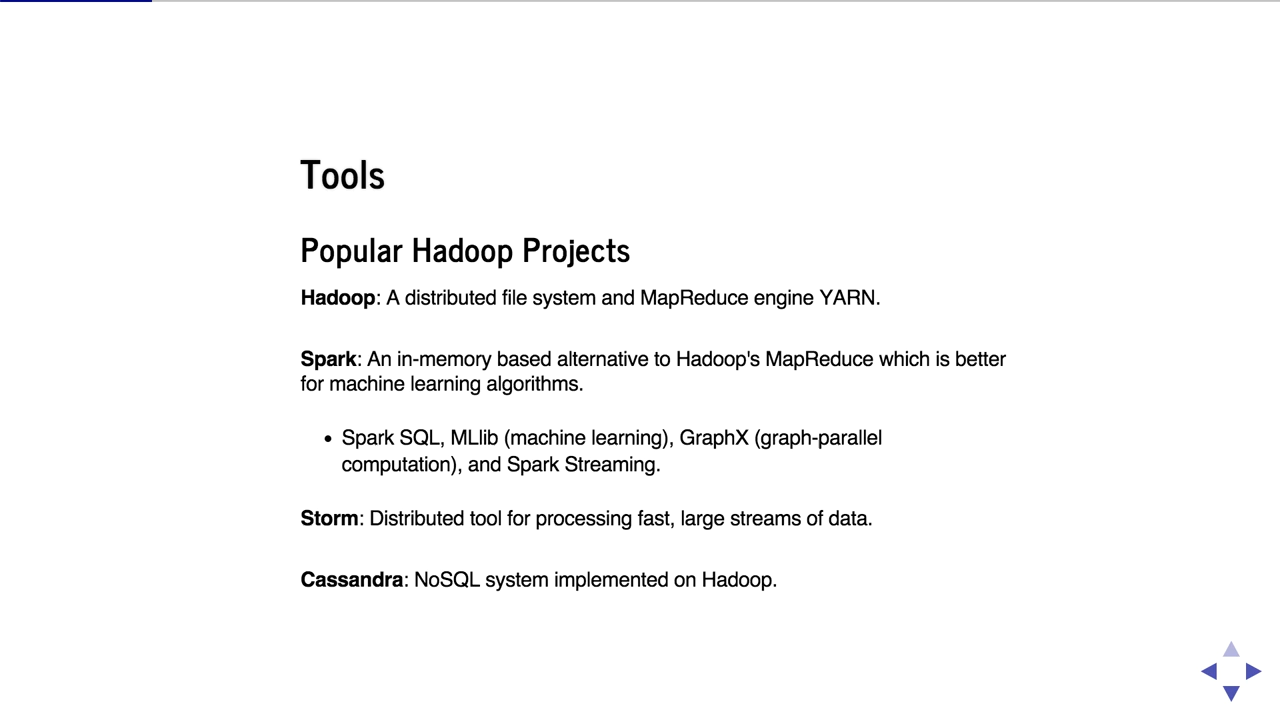 Tools
Popular Hadoop Projects
Hadoop: A distributed file system and MapReduce engine YARN.
Spark: An in-memory based alternative to Hadoop's MapReduce which is better
for machine learning algorithms.
• Spark SQL, MLlib (machine learning), GraphX (graph-parallel
computation), and Spark Streaming.
Storm: Distributed tool for processing fast, large streams of data.
Cassandra: NoSQL system implemented on Hadoop.